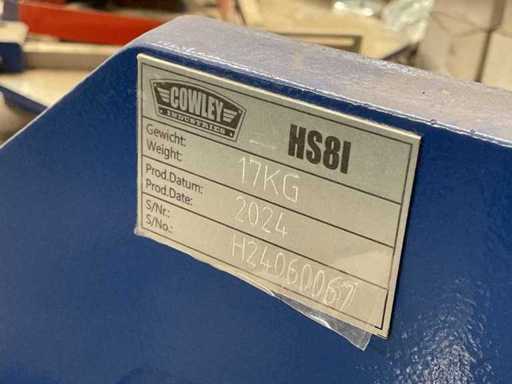 COWLEY
INDUSTRIES
HS8I
Gewicht:
Weight: 17KG
Prod.Datum:
Prod.Date: 2024
S/Nr.:
S/No.: H24060067